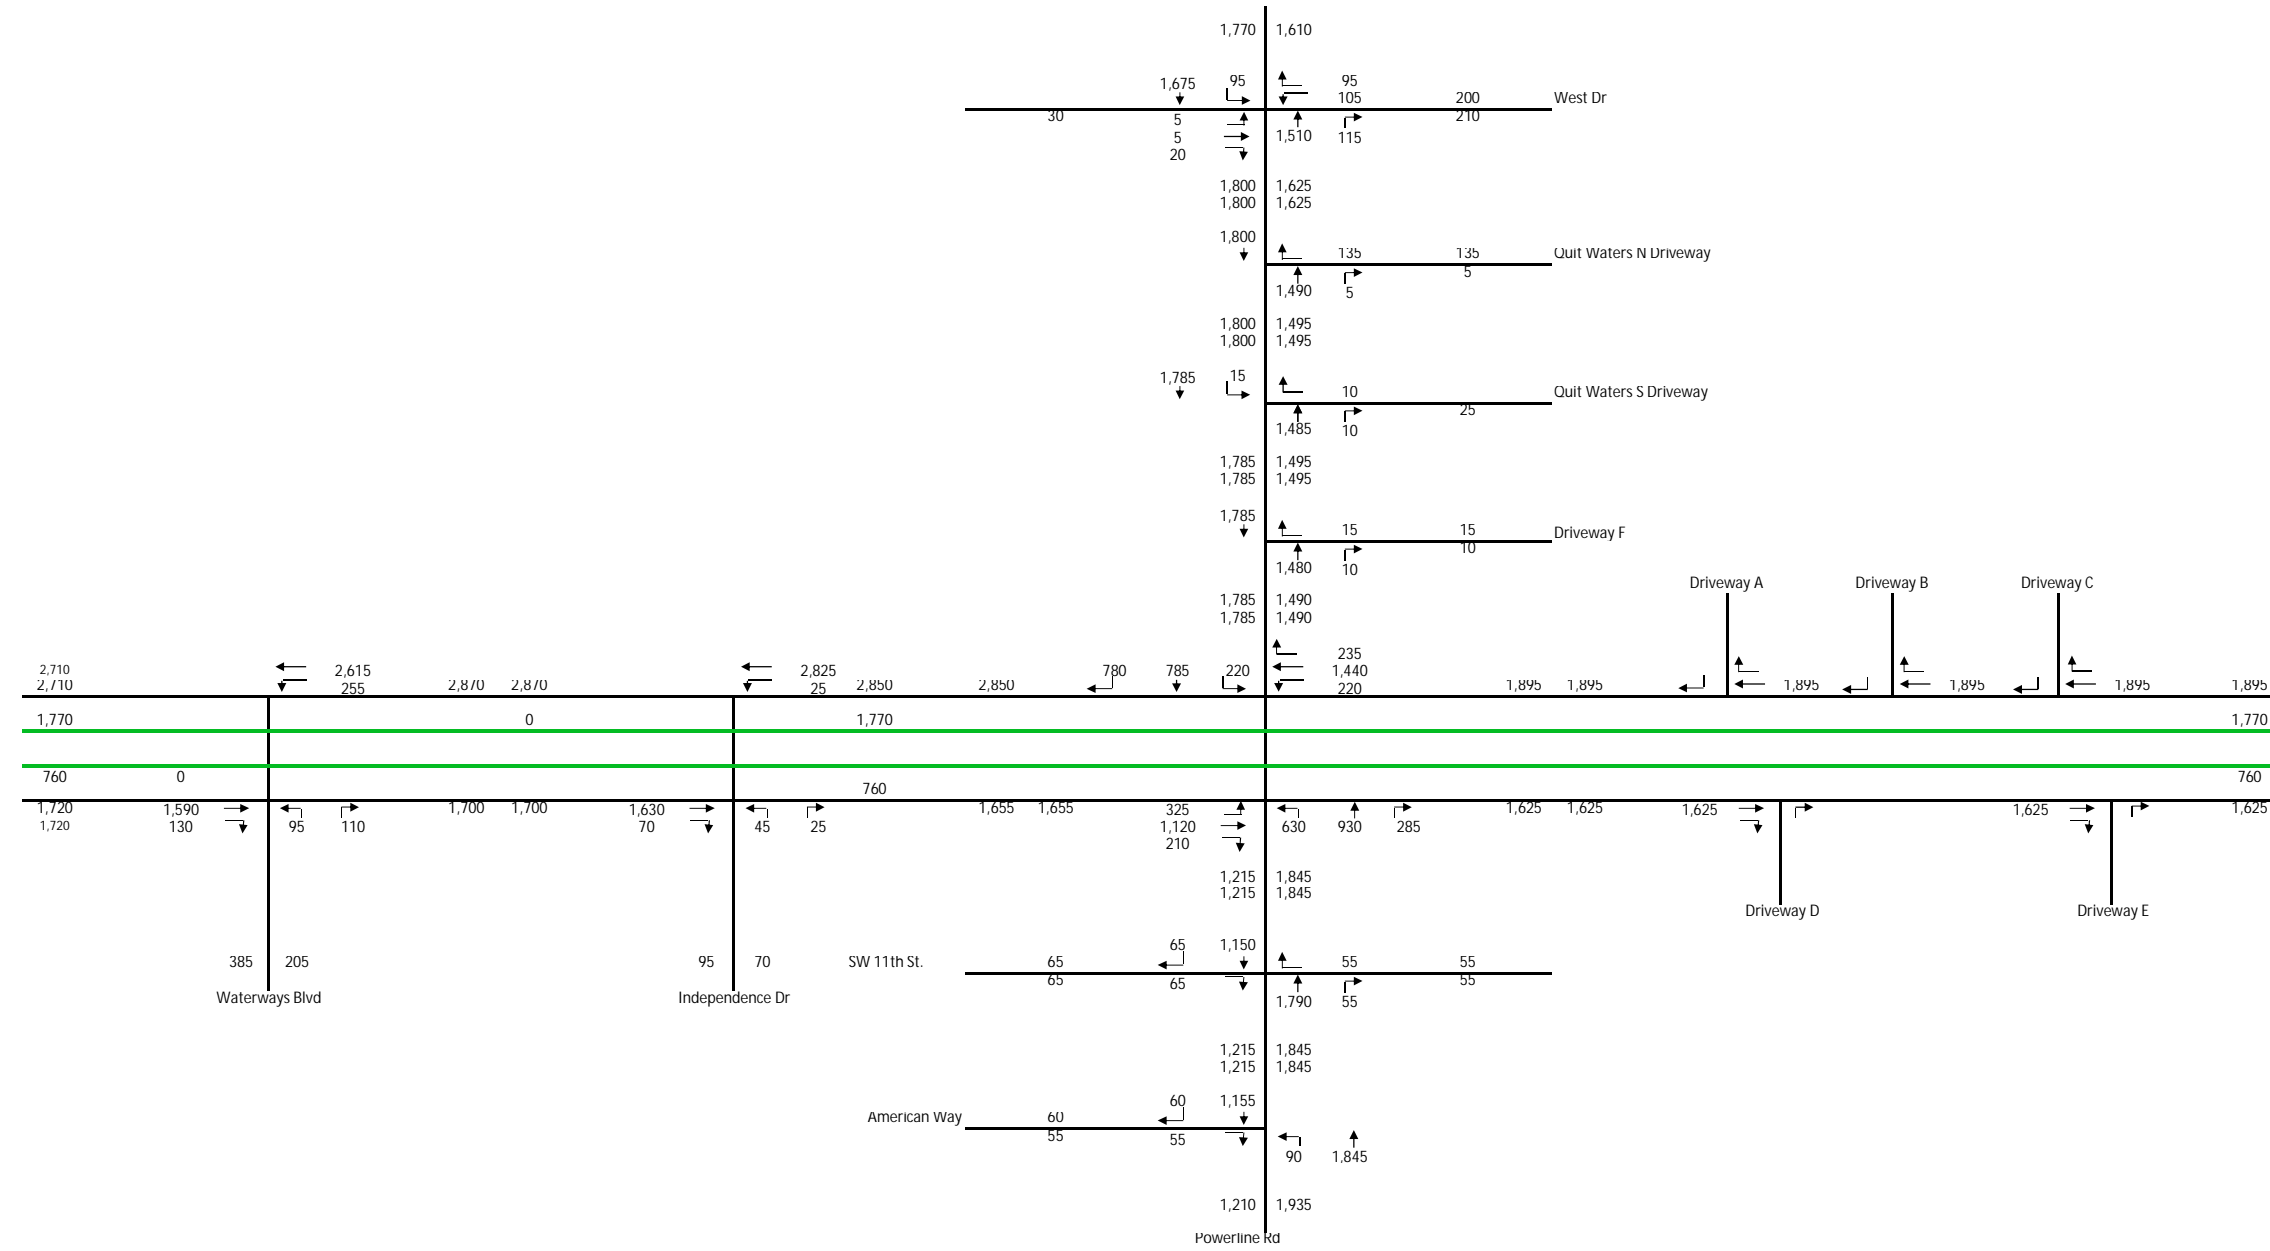 1,770 1,610
1,675 95 95
105 200 West Dr
30 5 210
5 1,510 115
20
1,800 1,625
1,800 1,625
1,800
135 135 Quit Waters N Driveway
5
1,490 5
1,800 1,495
1,800 1,495
1,785 15
10 Quit Waters S Driveway
25
1,485 10
1,785 1,495
1,785 1,495
1,785
15 15 Driveway F
10
1,480 10
Driveway A Driveway B Driveway C
1,785 1,490
1,785 1,490
235
2,710 2,615 2,825 780 785 220 1,440
2,710 255 2,870 2,870 25 2,850 2,850 220 1,895 1,895 1,895 1,895 1,895 1,895
1,770 0 1,770 1,770
760 0 760
760
1,720 1,590 1,700 1,700 1,630 1,655 1,655 325 1,625 1,625 1,625 1,625 1,625
1,720 130 95 110 70 45 25 1,120 630 930 285
210
1,215 1,845
1,215 1,845
Driveway D Driveway E
65 1,150
385 205 95 70 SW 11th St. 65 55 55
65 65 55
1,790 55
Waterways Blvd Independence Dr
1,215 1,845
1,215 1,845
60 1,155
American Way 60
55 55
90 1,845
1,210 1,935
Powerline Rd